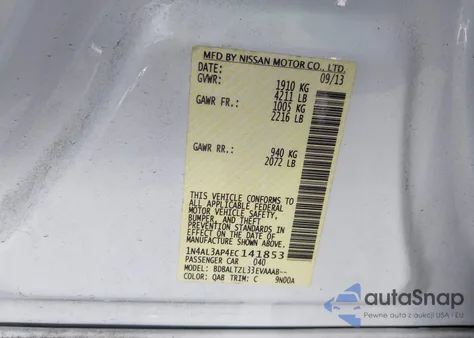 MFD BY NISSAN MOTOR CO., LTD.
DATE: 09/13
GVWR: 1910 KG
4211 LB
GAWR FR.: 1005 KG
2216 LB
GAWR RR.: 940 KG
2072 LB
THIS VEHICLE CONFORMS TO
ALL APPLICABLE FEDERAL
MOTOR VEHICLE SAFETY,
BUMPER, AND THEFT
PREVENTION STANDARDS IN
EFFECT ON THE DATE OF
MANUFACTURE SHOWN ABOVE.
1N4AL3AP4EC141853
PASSENGER CAR 040
MODEL: BDBALTZL33EVAAAB--
COLOR: QAB TRIM: C 9N00A
autoSnap
Pewne auta z aukcji USA - EU